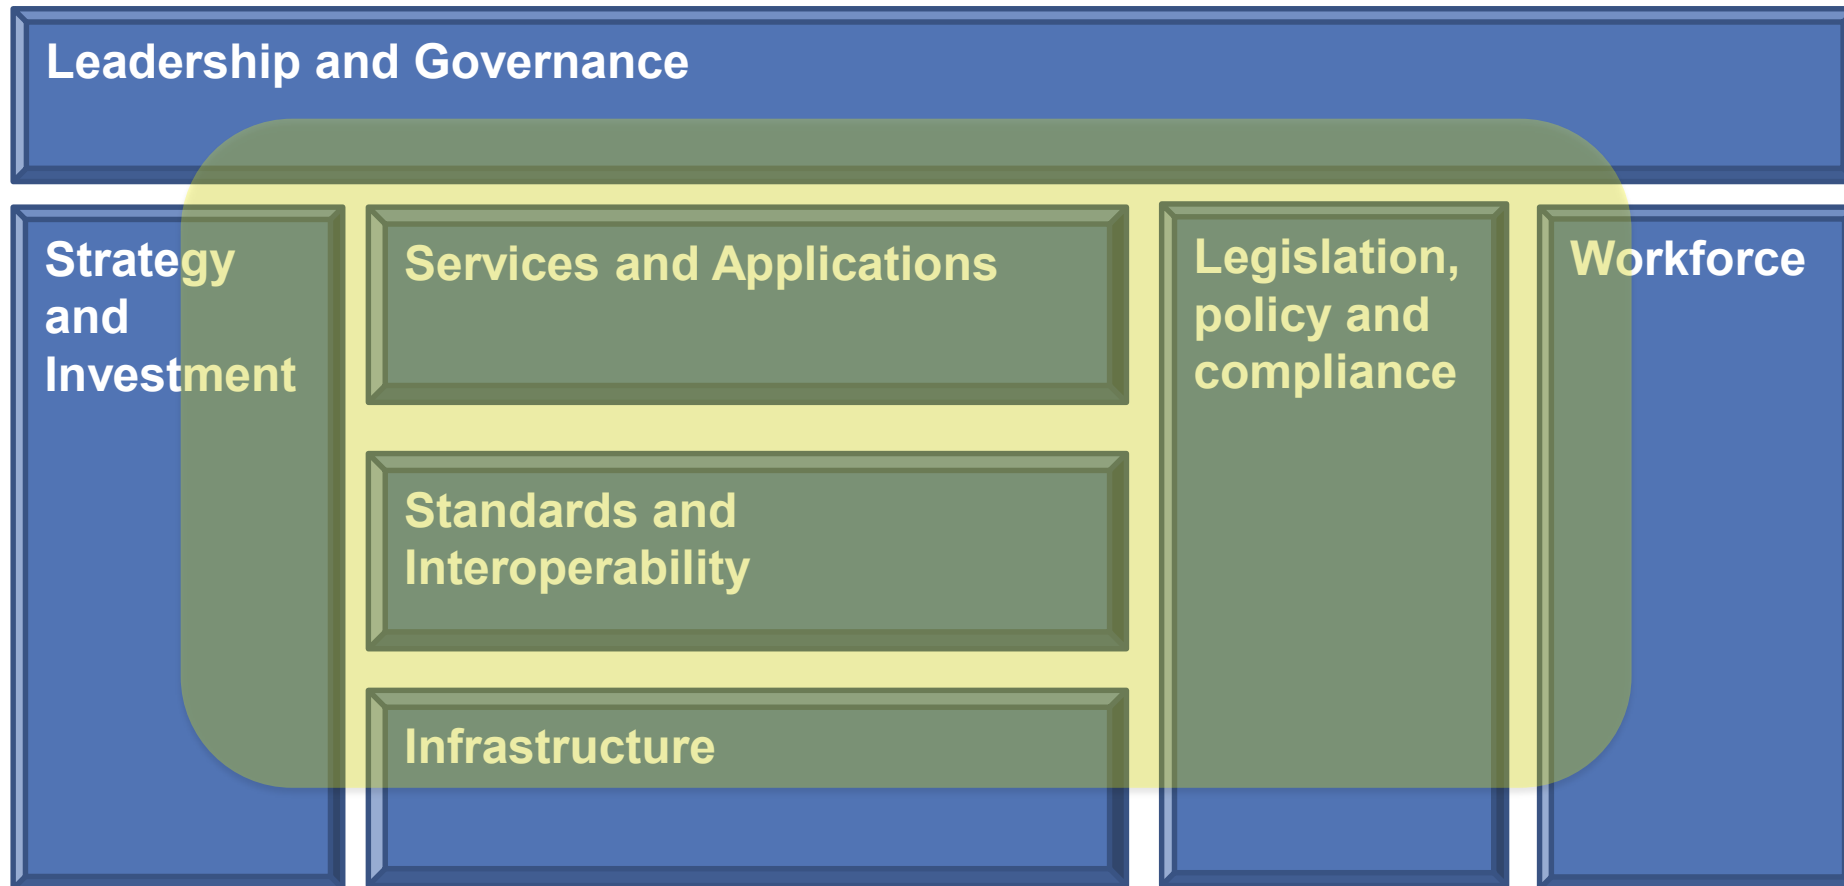 Leadership and Governance
Strategy
and
Investment
Services and Applications
Standards and
Interoperability
Infrastructure
Legislation,
policy and
compliance
Workforce